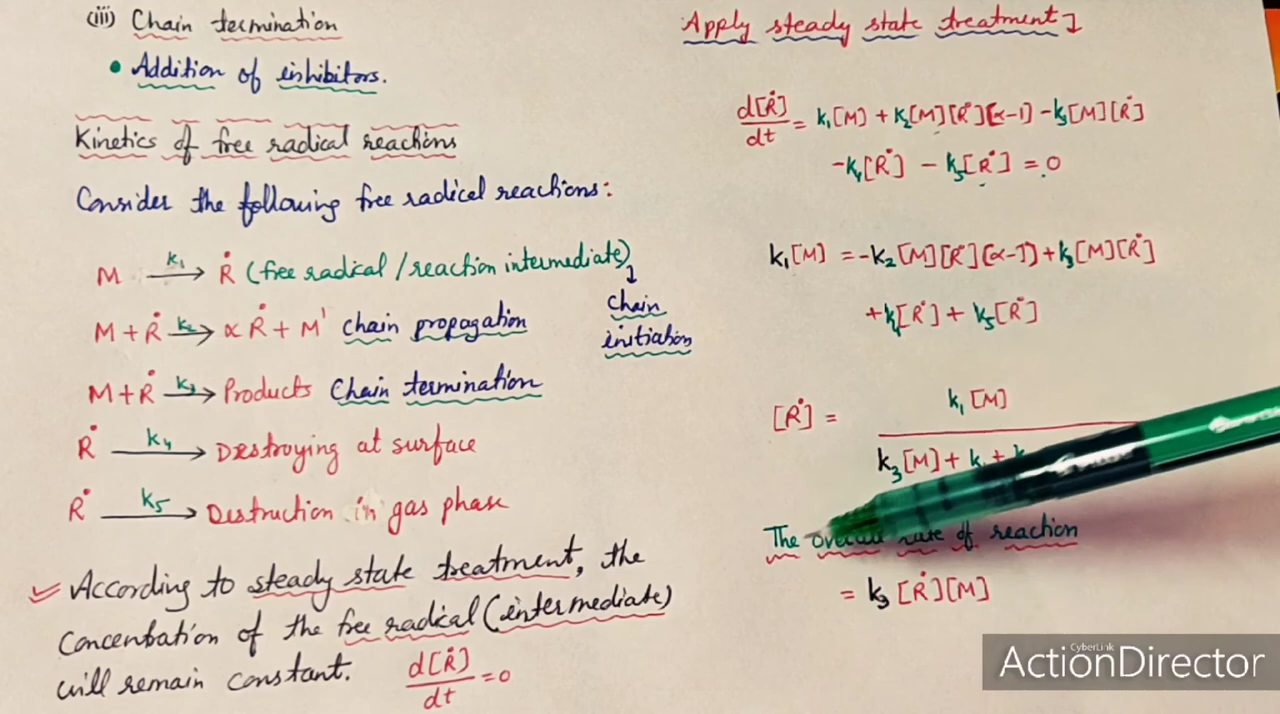 (iii) Chain termination
• Addition of inhibitors.
Kinetics of free radical reactions
Consider the following free radical reactions:
M —k₁→ Ṙ (free radical / reaction intermediate)
↓
Chain
initiation
M + Ṙ —k₂→ ∝ Ṙ + M' Chain propagation
M + Ṙ —k₃→ Products Chain termination
Ṙ —k₄→ Destroying at surface
Ṙ —k₅→ Destruction in gas phase
According to steady state treatment, the
Concentration of the free radical (intermediate)
will remain constant. d[Ṙ]/dt = 0
Apply steady state treatment
d[Ṙ]/dt = k₁[M] + k₂[M][Ṙ][∝-1) - k₃[M][Ṙ]
-k₄[Ṙ] - k₅[Ṙ] = 0
k₁[M] = -k₂[M][Ṙ](∝-1) + k₃[M][Ṙ]
+ k₄[Ṙ] + k₅[Ṙ]
[Ṙ] = k₁[M]
k₃[M] +
The overall rate of reaction
= k₃[Ṙ][M]
CyberLink
ActionDirector